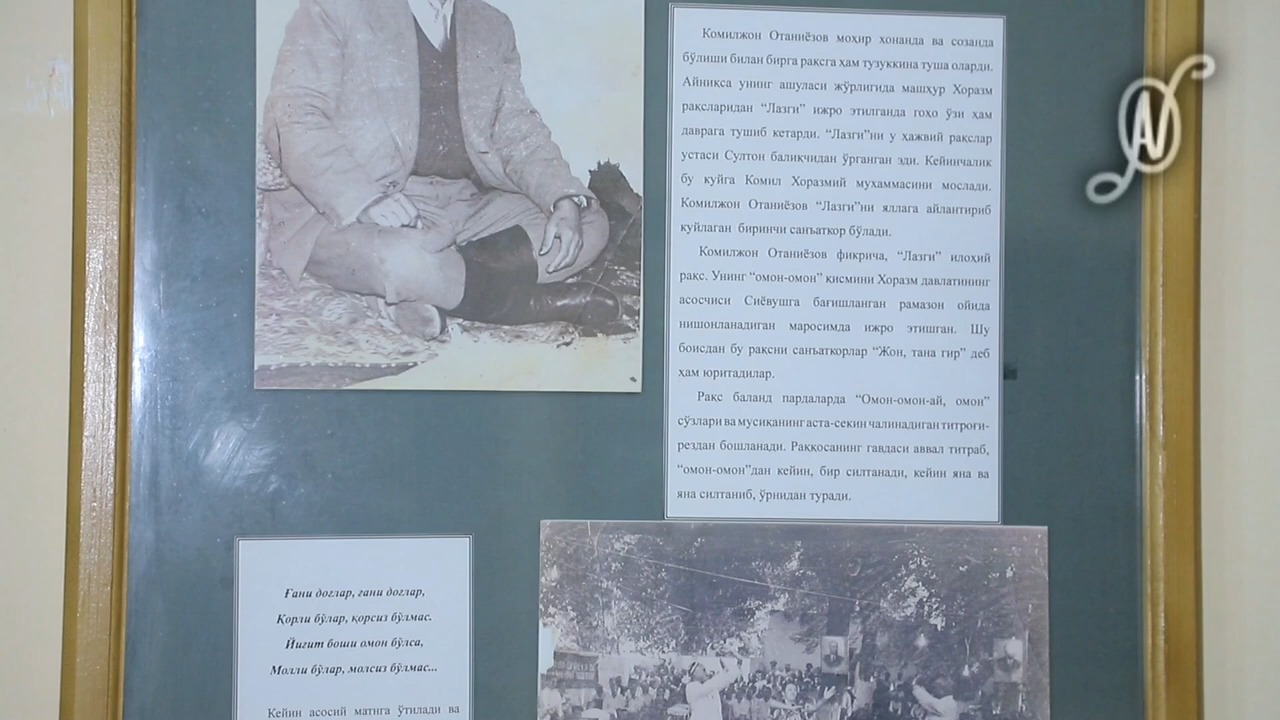 Комилжон Отаниёзов моҳир хонанда ва созанда
бўлиши билан бирга рақсга ҳам тузуккина туша оларди.
Айниқса унинг ашуласи жўрлигида машҳур Хоразм
рақсларидан “Лазги” ижро этилганда гоҳо ўзи ҳам
даврага тушиб кетарди. “Лазги”ни у ҳажвий рақслар
устаси Султон баликчидан ўрганган эди. Кейинчалик
бу куйга Комил Хоразмий мухаммасини мослади.
Комилжон Отаниёзов “Лазги”ни яллага айлантириб
куйлаган биринчи санъаткор бўлади.
Комилжон Отаниёзов фикрича, “Лазги” илоҳий
рақс. Унинг “омон-омон” қисмини Хоразм давлатининг
асосчиси Сиёвушга бағишланган рамазон ойида
нишонланадиган маросимда ижро этишган. Шу
боисдан бу рақсни санъаткорлар “Жон, тана гир” деб
ҳам юритадилар.
Рақс баланд пардаларда “Омон-омон-ай, омон”
сўзлари ва мусиқанинг аста-секин чалинадиган титроғи-
рездан бошланади. Раққосанинг гавдаси аввал титраб,
“омон-омон”дан кейин, бир силтанади, кейин яна ва
яна силтаниб, ўрнидан туради.
Ғани доглар, ғани доглар,
Қорли бўлар, қорсиз бўлмас.
Йигит боши омон бўлса,
Молли бўлар, молсиз бўлмас...
Кейин асосий матнга ўтилади ва